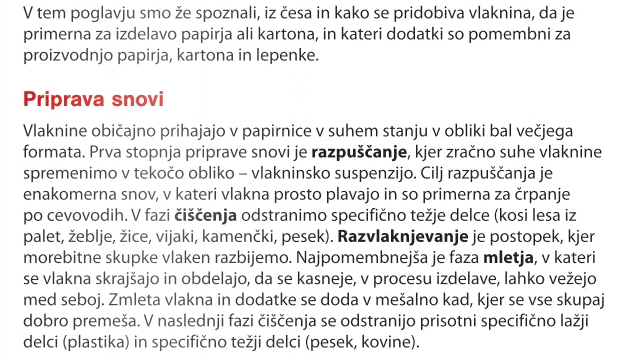 V tem poglavju smo že spoznali, iz česa in kako se pridobiva vlaknina, da je
primerna za izdelavo papirja ali kartona, in kateri dodatki so pomembni za
proizvodnjo papirja, kartona in lepenke.
Priprava snovi
Vlaknine običajno prihajajo v papirnice v suhem stanju v obliki bal večjega
formata. Prva stopnja priprave snovi je razpuščanje, kjer zračno suhe vlaknine
spremenimo v tekočo obliko – vlakninsko suspenzijo. Cilj razpuščanja je
enakomerna snov, v kateri vlakna prosto plavajo in so primerna za črpanje
po cevovodih. V fazi čiščenja odstranimo specifično težje delce (kosi lesa iz
palet, žeblje, žice, vijaki, kamenčki, pesek). Razvlaknjevanje je postopek, kjer
morebitne skupke vlaken razbijemo. Najpomembnejša je faza mletja, v kateri
se vlakna skrajšajo in obdelajo, da se kasneje, v procesu izdelave, lahko vežejo
med seboj. Zmleta vlakna in dodatke se doda v mešalno kad, kjer se vse skupaj
dobro premeša. V naslednji fazi čiščenja se odstranijo prisotni specifično lažji
delci (plastika) in specifično težji delci (pesek, kovine).